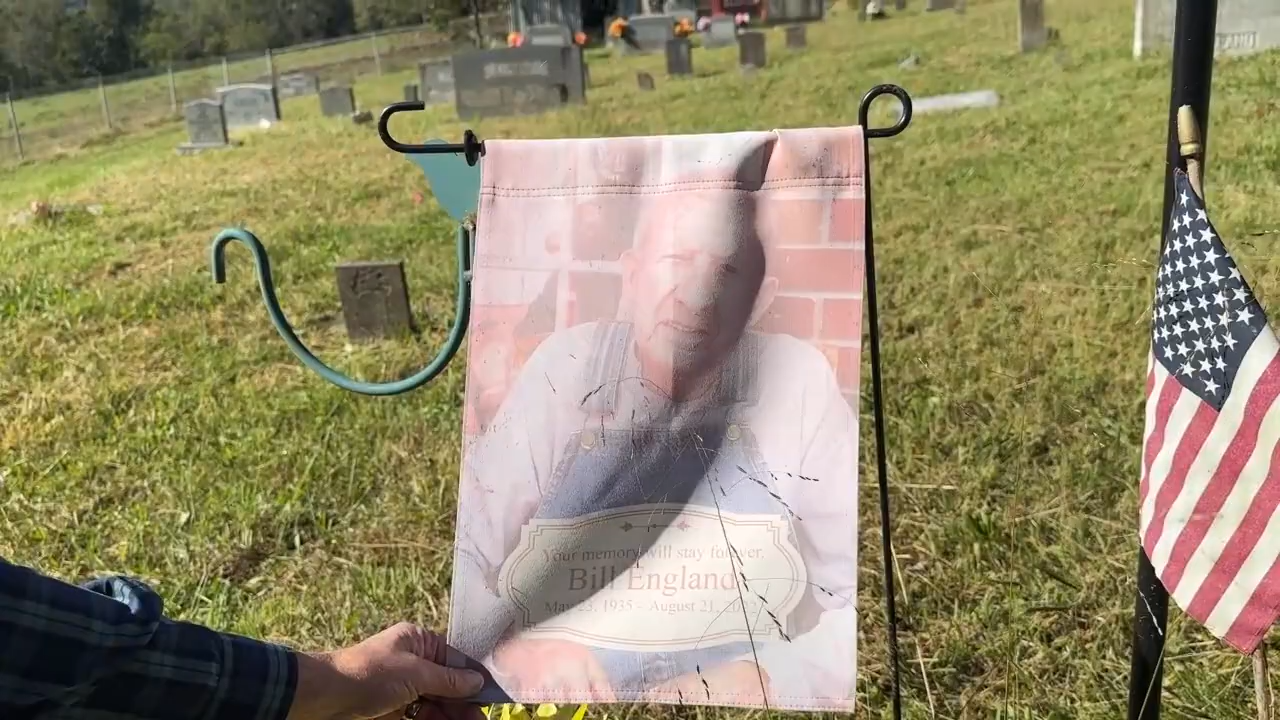 Your memory will stay forever.
Bill England
May 23, 1935 - August 21,